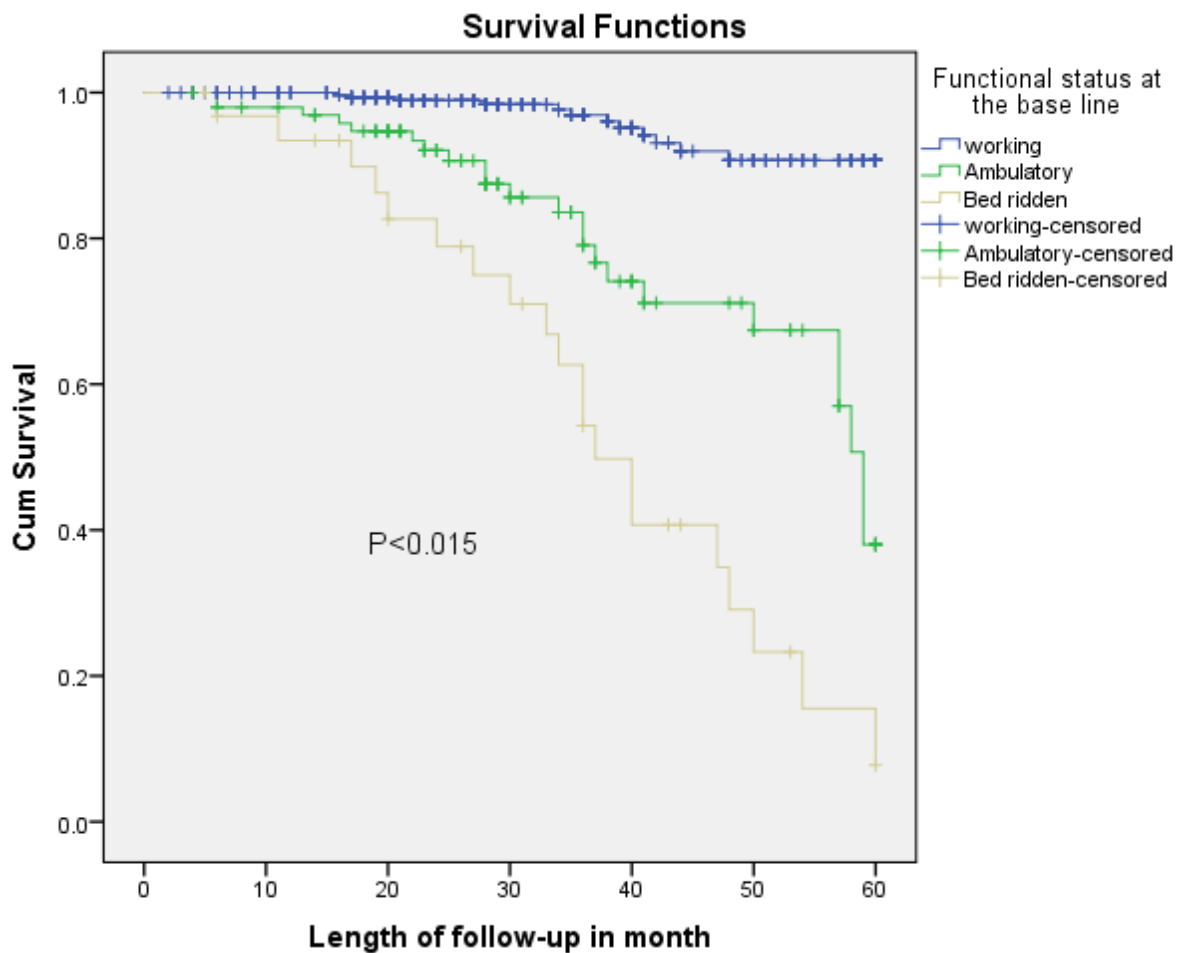 Survival Functions
Functional status at
the base line
working
Ambulatory
Bed ridden
working-censored
Ambulatory-censored
Bed ridden-censored
Cum Survival
1.0
0.8
0.6
0.4
0.2
0.0
P<0.015
0 10 20 30 40 50 60
Length of follow-up in month